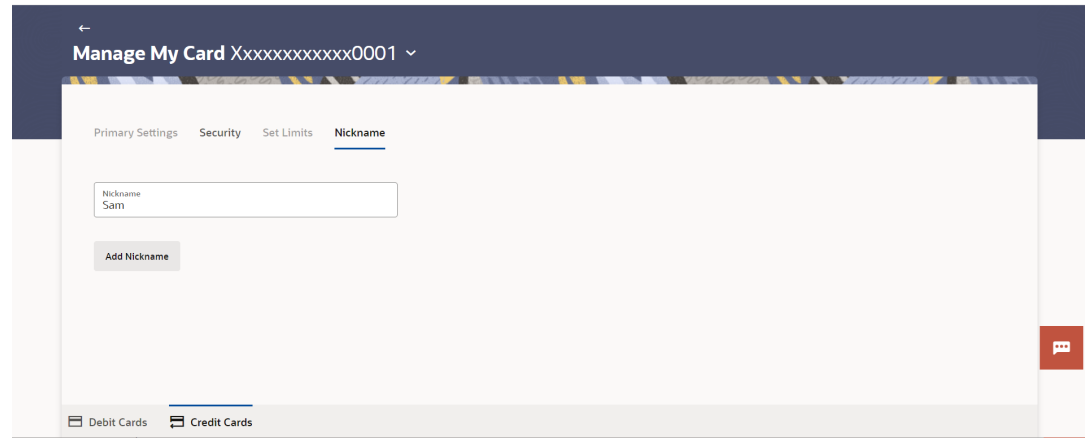 Manage My Card Xxxxxxxxxxxx0001
Primary Settings Security Set Limits Nickname
Nickname
Sam
Add Nickname
Debit Cards Credit Cards